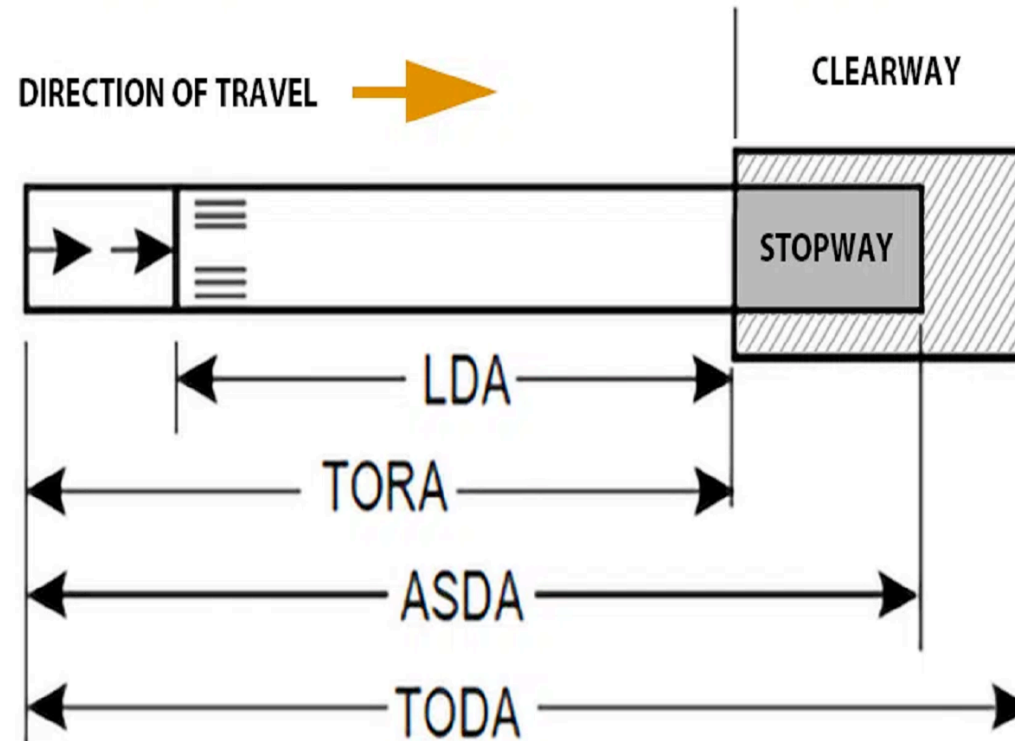 CLEARWAY
DIRECTION OF TRAVEL
STOPWAY
LDA
TORA
ASDA
TODA